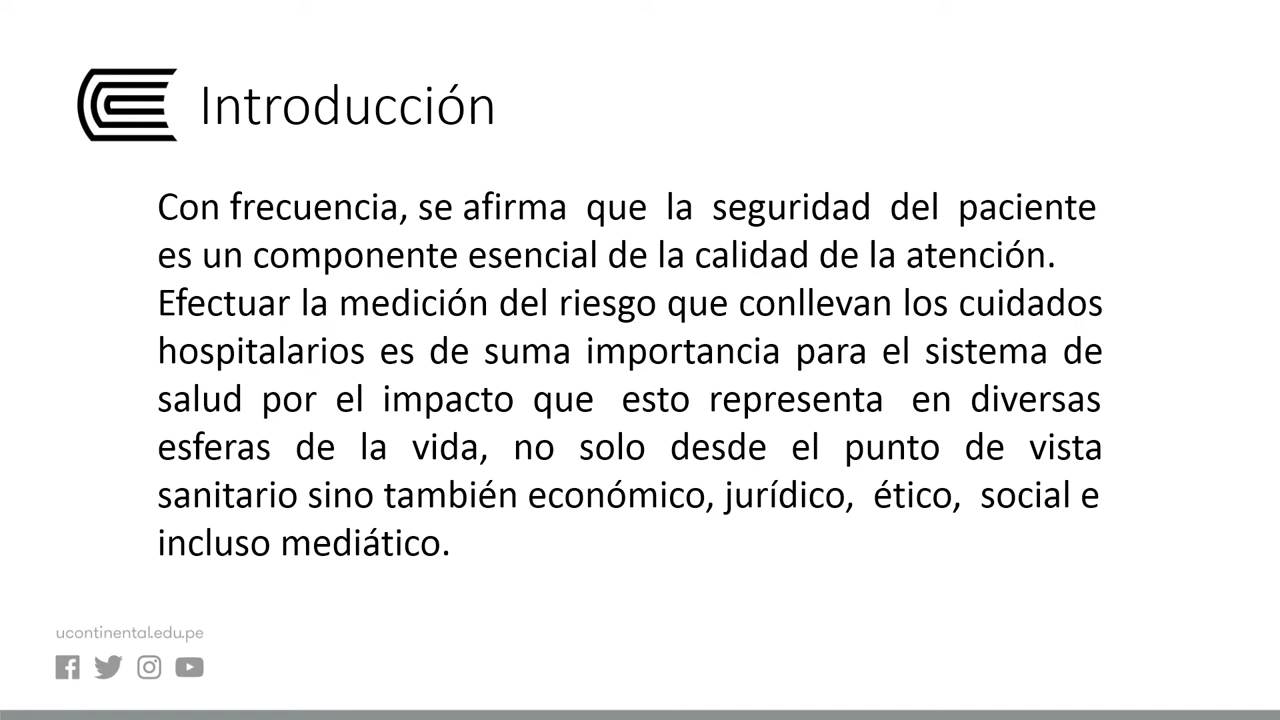 Introducción
Con frecuencia, se afirma que la seguridad del paciente
es un componente esencial de la calidad de la atención.
Efectuar la medición del riesgo que conllevan los cuidados
hospitalarios es de suma importancia para el sistema de
salud por el impacto que esto representa en diversas
esferas de la vida, no solo desde el punto de vista
sanitario sino también económico, jurídico, ético, social e
incluso mediático.
ucontinental.edu.pe